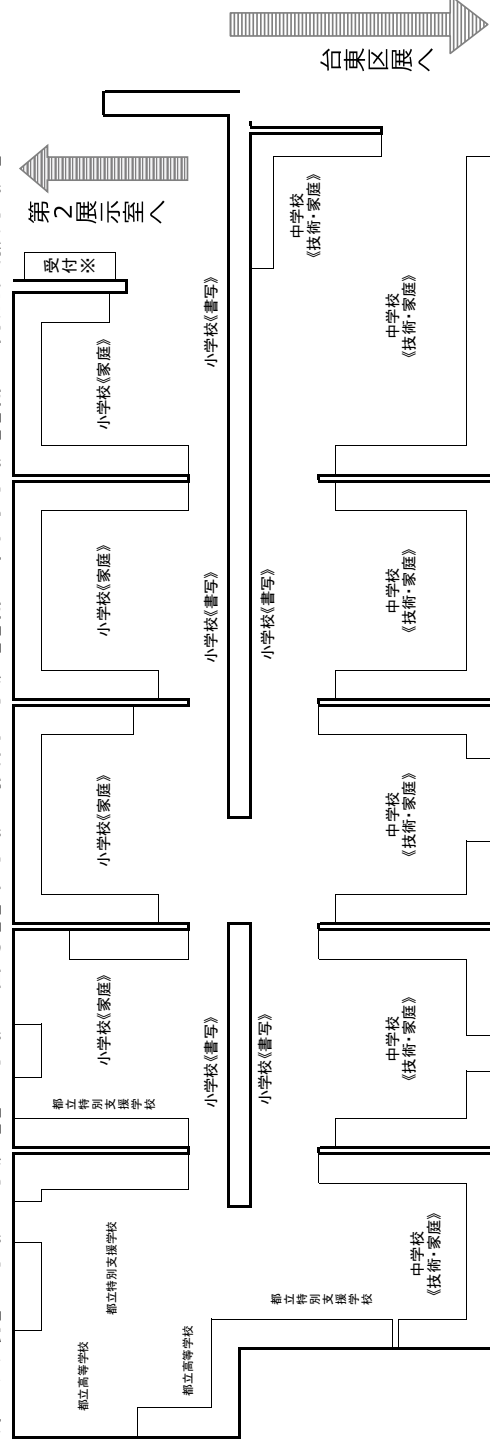 台東区展へ
第２展示室へ
受付※
小学校《家庭》
小学校《書写》
中学校
《技術・家庭》
中学校
《技術・家庭》
小学校《家庭》
小学校《書写》
小学校《書写》
中学校
《技術・家庭》
小学校《家庭》
中学校
《技術・家庭》
小学校《家庭》
都立特別支援学校
小学校《書写》
小学校《書写》
中学校
《技術・家庭》
都立特別支援学校
都立高等学校
都立高等学校
都立特別支援学校
中学校
《技術・家庭》